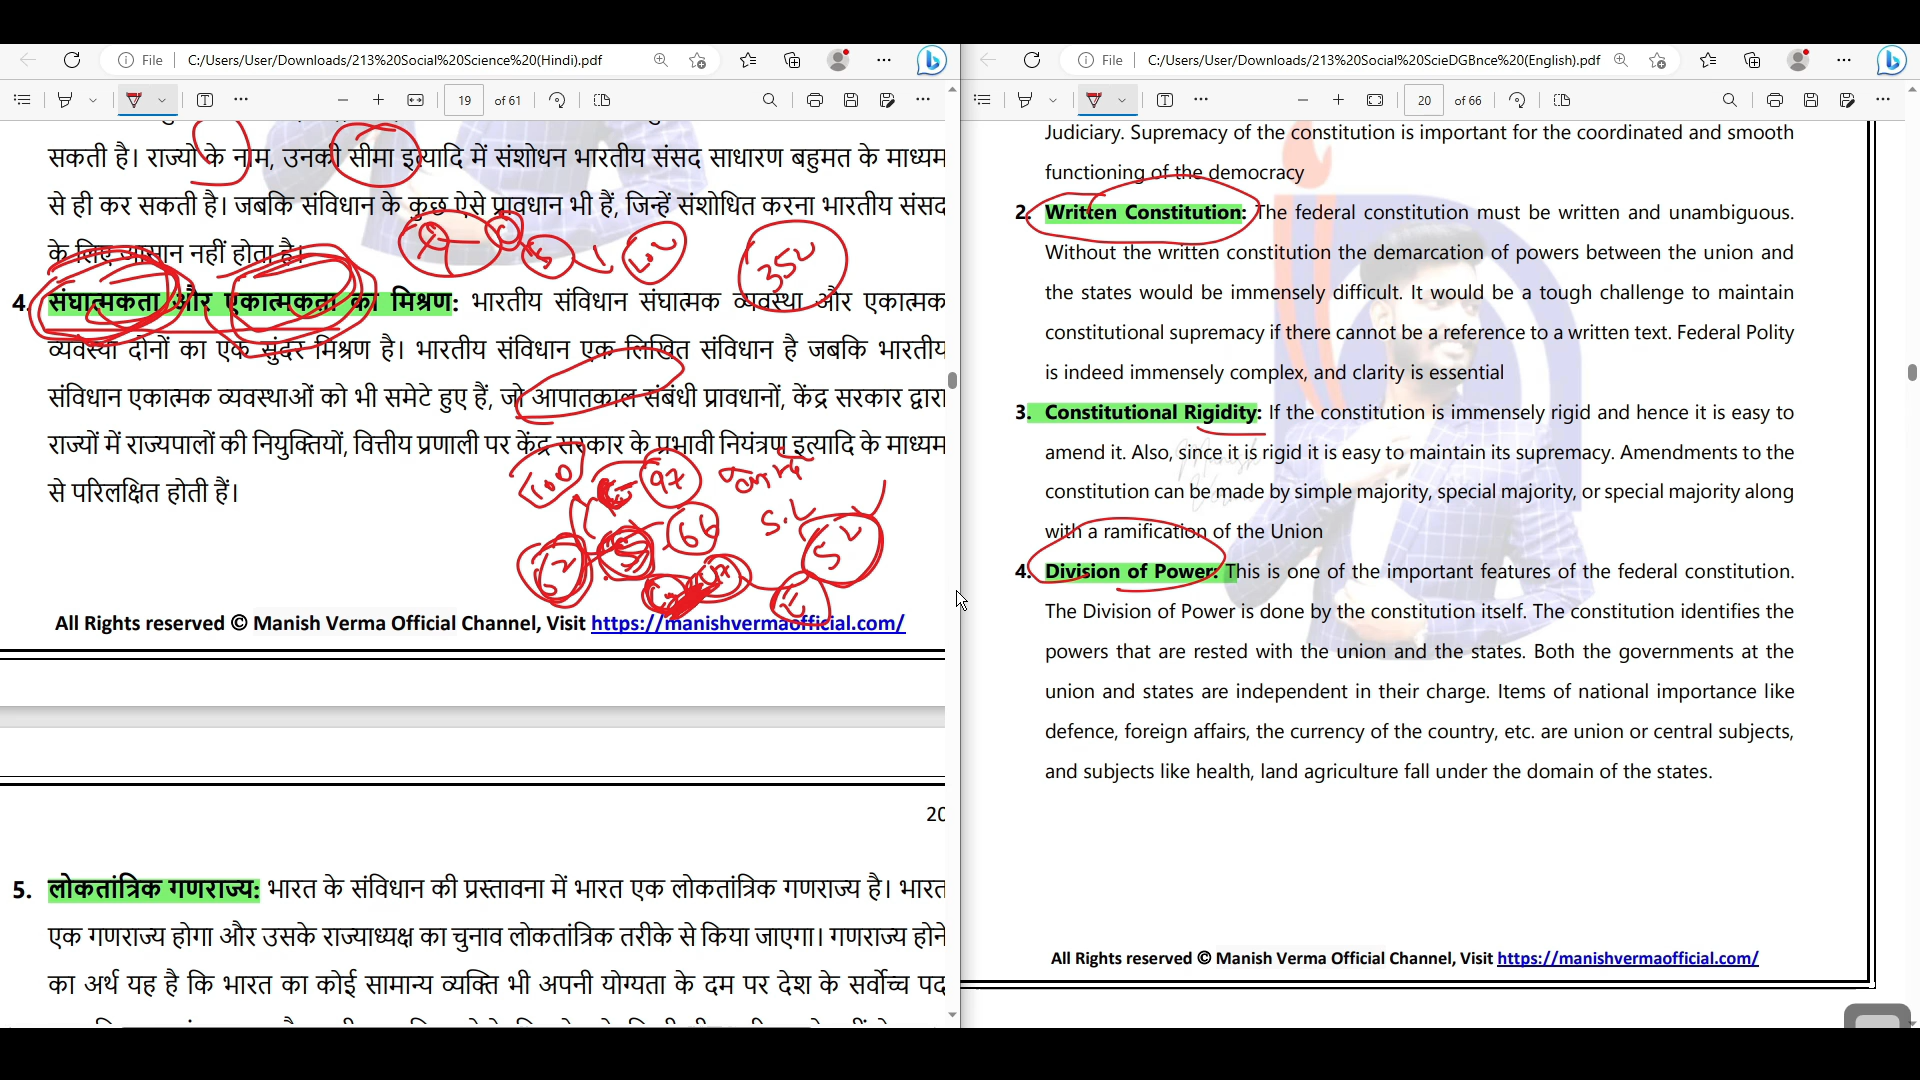 File C:/Users/User/Downloads/213%20Social%20Science%20(Hindi).pdf
19 of 61
सकती है। राज्यो के नाम, उनकी सीमा इत्यादि में संशोधन भारतीय संसद साधारण बहुमत के माध्यम
से ही कर सकती है। जबकि संविधान के कुछ ऐसे प्रावधान भी हैं, जिन्हें संशोधित करना भारतीय संसद
के लिए आसान नहीं होता है।
350
4. संघात्मकता और एकात्मकता का मिश्रण: भारतीय संविधान संघात्मक व्यवस्था और एकात्मक
व्यवस्था दोनों का एक सुंदर मिश्रण है। भारतीय संविधान एक लिखित संविधान है जबकि भारतीय
संविधान एकात्मक व्यवस्थाओं को भी समेटे हुए हैं, जो आपातकाल संबंधी प्रावधानों, केंद्र सरकार द्वारा
राज्यों में राज्यपालों की नियुक्तियों, वित्तीय प्रणाली पर केंद्र सरकार के प्रभावी नियंत्रण इत्यादि के माध्यम
से परिलक्षित होती हैं।
100
97
66
52
All Rights reserved © Manish Verma Official Channel, Visit https://manishvermaofficial.com/
20
5. लोकतांत्रिक गणराज्य: भारत के संविधान की प्रस्तावना में भारत एक लोकतांत्रिक गणराज्य है। भारत
एक गणराज्य होगा और उसके राज्याध्यक्ष का चुनाव लोकतांत्रिक तरीके से किया जाएगा। गणराज्य होने
का अर्थ यह है कि भारत का कोई सामान्य व्यक्ति भी अपनी योग्यता के दम पर देश के सर्वोच्च पद
File C:/Users/User/Downloads/213%20Social%20ScieDGBnce%20(English).pdf
20 of 66
Judiciary. Supremacy of the constitution is important for the coordinated and smooth
functioning of the democracy
2. Written Constitution: The federal constitution must be written and unambiguous.
Without the written constitution the demarcation of powers between the union and
the states would be immensely difficult. It would be a tough challenge to maintain
constitutional supremacy if there cannot be a reference to a written text. Federal Polity
is indeed immensely complex, and clarity is essential
3. Constitutional Rigidity: If the constitution is immensely rigid and hence it is easy to
amend it. Also, since it is rigid it is easy to maintain its supremacy. Amendments to the
constitution can be made by simple majority, special majority, or special majority along
with a ramification of the Union
4. Division of Power: This is one of the important features of the federal constitution.
The Division of Power is done by the constitution itself. The constitution identifies the
powers that are rested with the union and the states. Both the governments at the
union and states are independent in their charge. Items of national importance like
defence, foreign affairs, the currency of the country, etc. are union or central subjects,
and subjects like health, land agriculture fall under the domain of the states.
All Rights reserved © Manish Verma Official Channel, Visit https://manishvermaofficial.com/